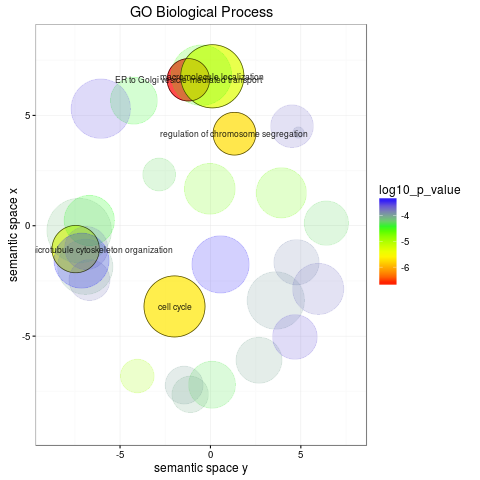 GO Biological Process
macromolecule localization
ER to Golgi vesicle-mediated transport
regulation of chromosome segregation
icrotubule cytoskeleton organization
cell cycle
5
0
-5
-5
0
5
semantic space x
semantic space y
log10_p_value
-4
-5
-6